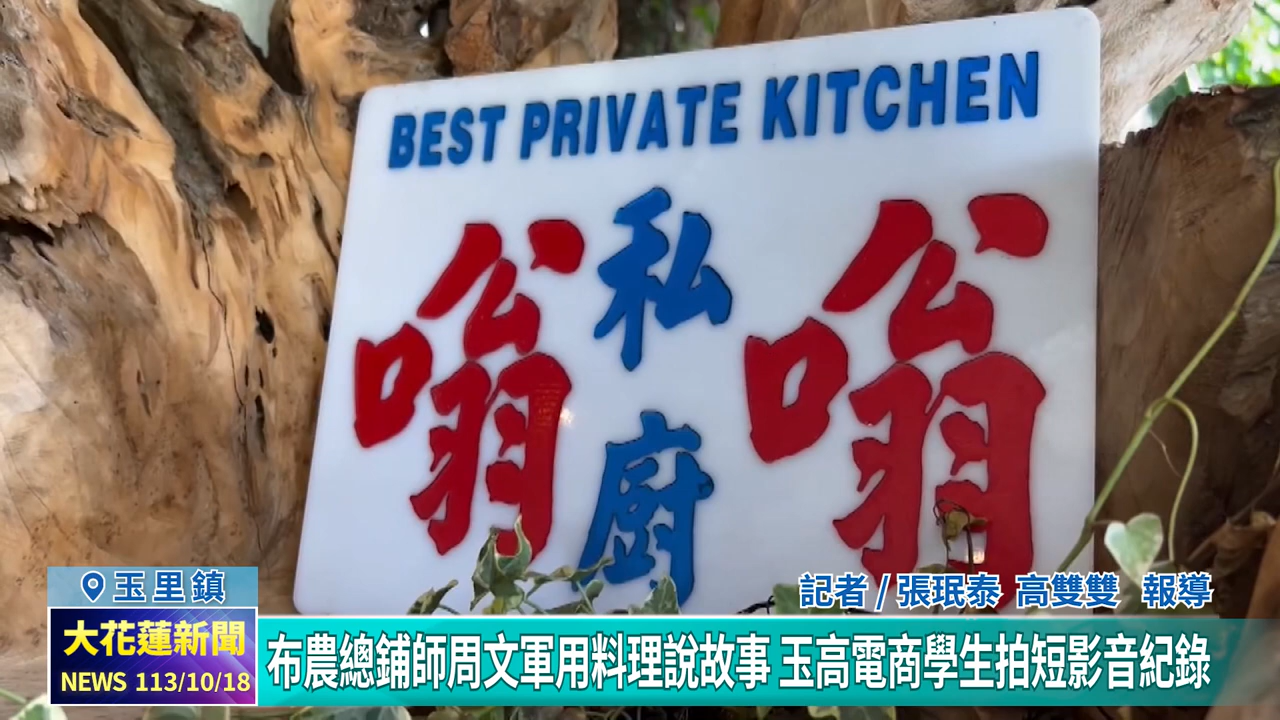 BEST PRIVATE KITCHEN
嗡 私廚 嗡
玉里鎮
記者/張珉泰 高雙雙 報導
大花蓮新聞
NEWS 113/10/18
布農總鋪師周文軍用料理說故事 玉高電商學生拍短影音紀錄